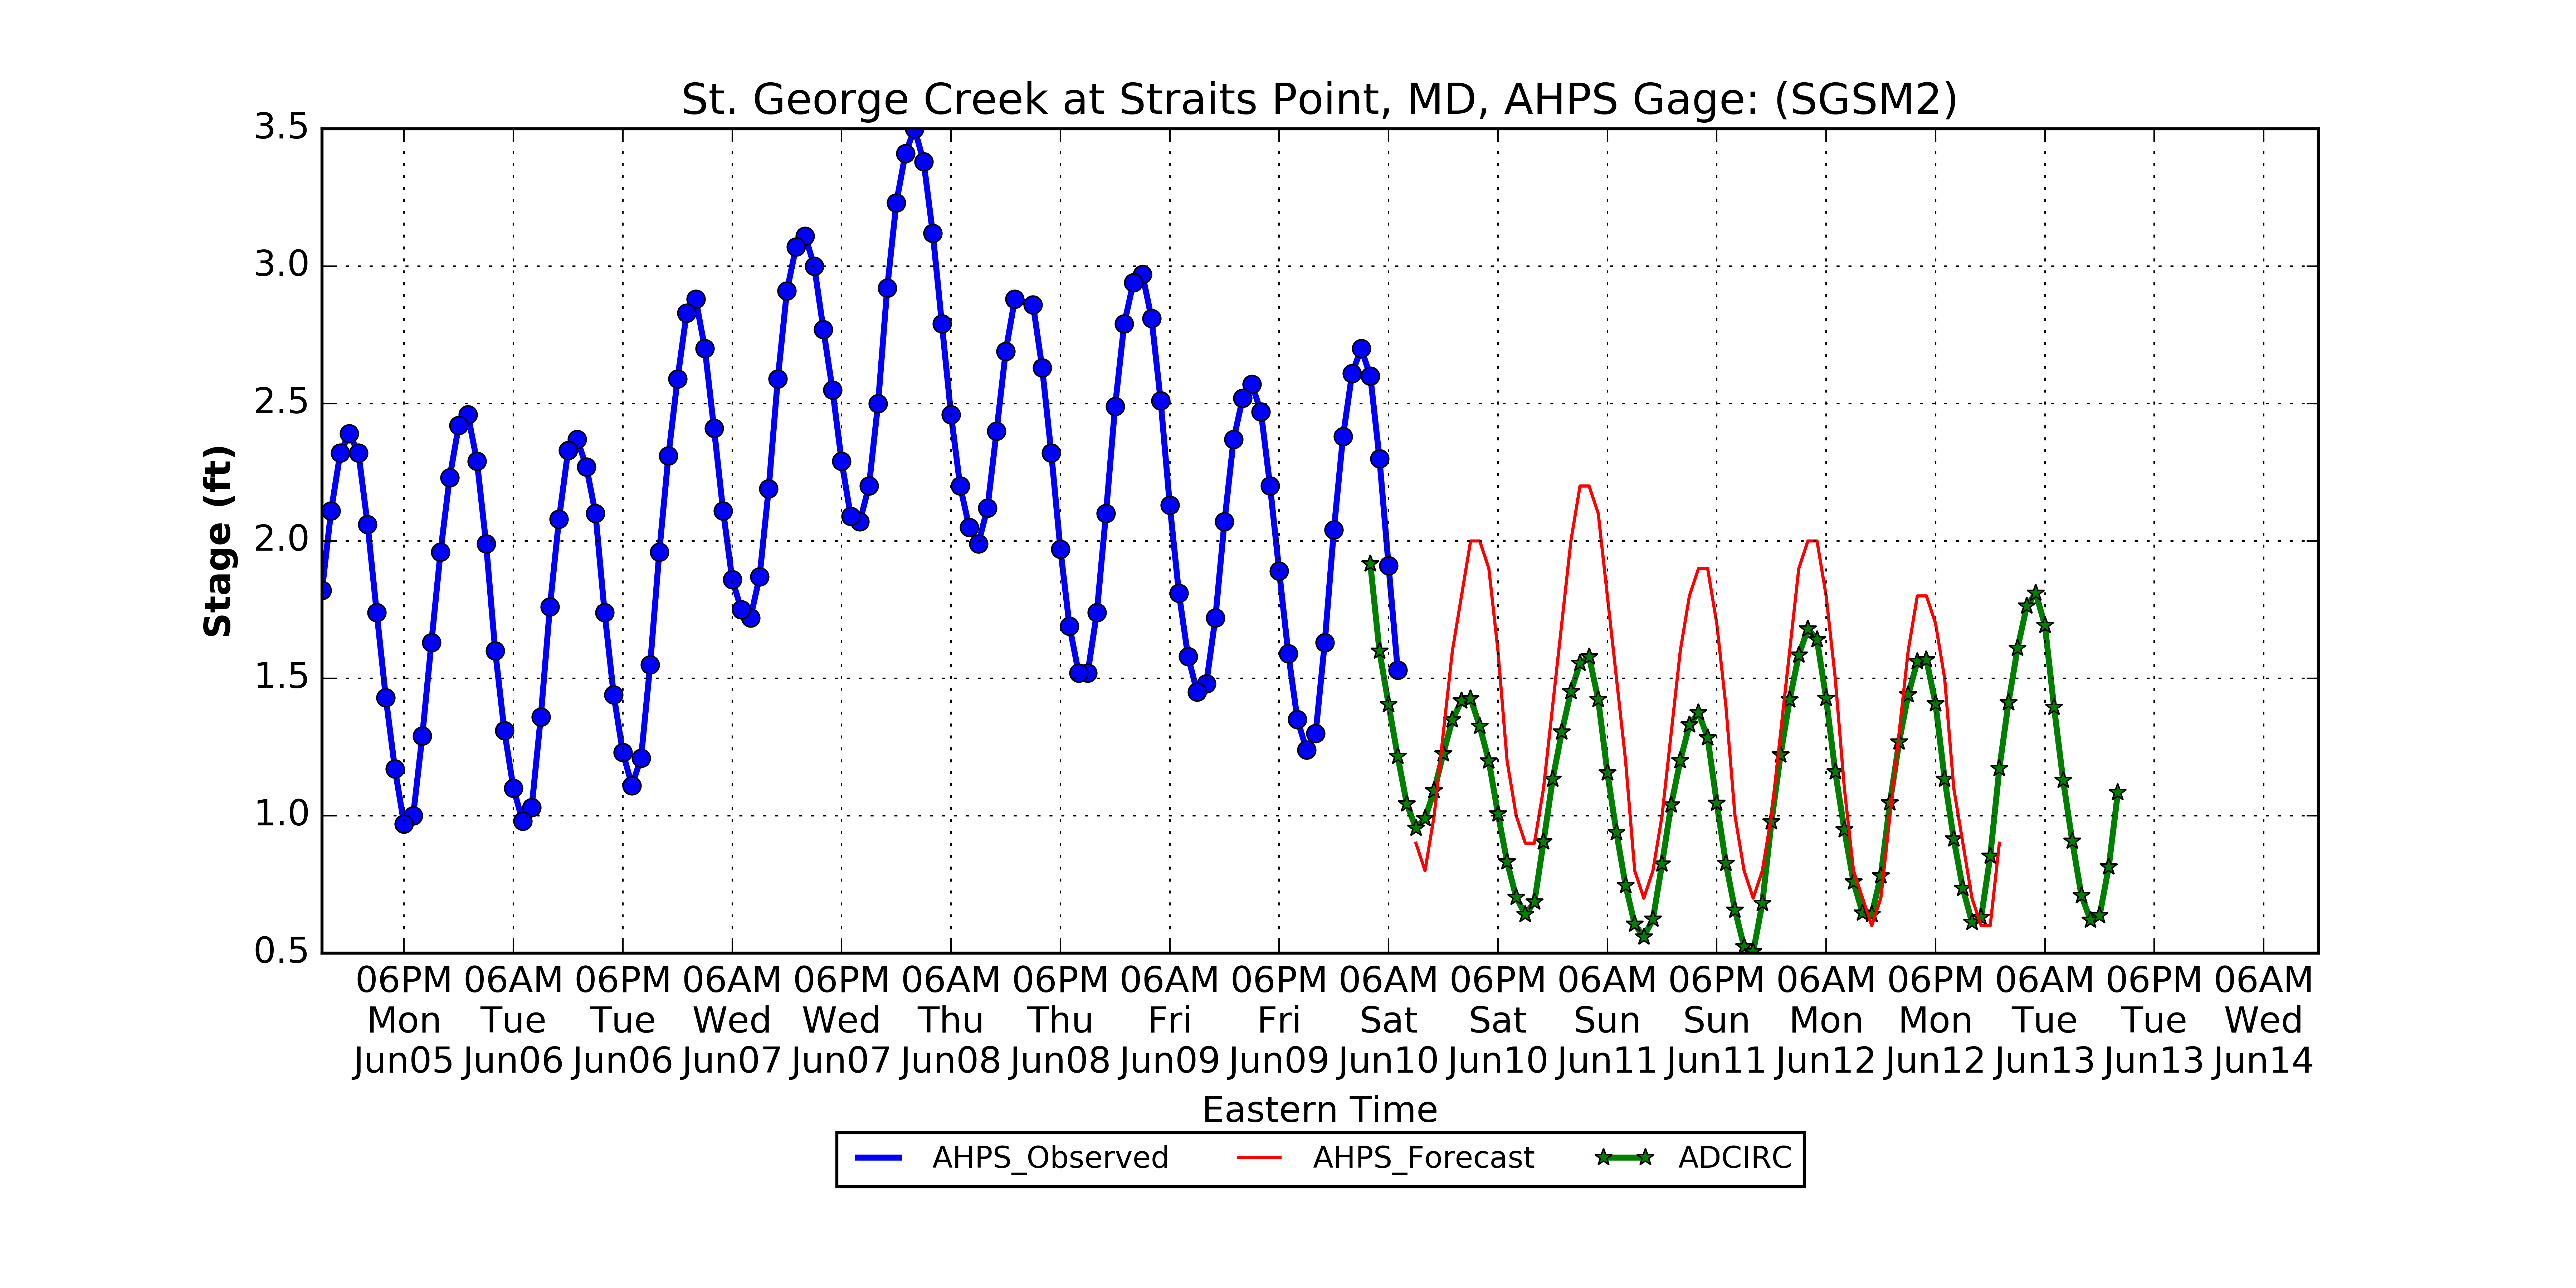 St. George Creek at Straits Point, MD, AHPS Gage: (SGSM2)
3.5
3.0
2.5
2.0
1.5
1.0
0.5
Stage (ft)
06PM 06AM 06PM 06AM 06PM 06AM 06PM 06AM 06PM 06AM 06PM 06AM 06PM 06AM 06PM 06AM 06PM 06AM
Mon Tue Tue Wed Wed Thu Thu Fri Fri Sat Sat Sun Sun Mon Mon Tue Tue Wed
Jun05 Jun06 Jun06 Jun07 Jun07 Jun08 Jun08 Jun09 Jun09 Jun10 Jun10 Jun11 Jun11 Jun12 Jun12 Jun13 Jun13 Jun14
Eastern Time
AHPS_Observed AHPS_Forecast ADCIRC